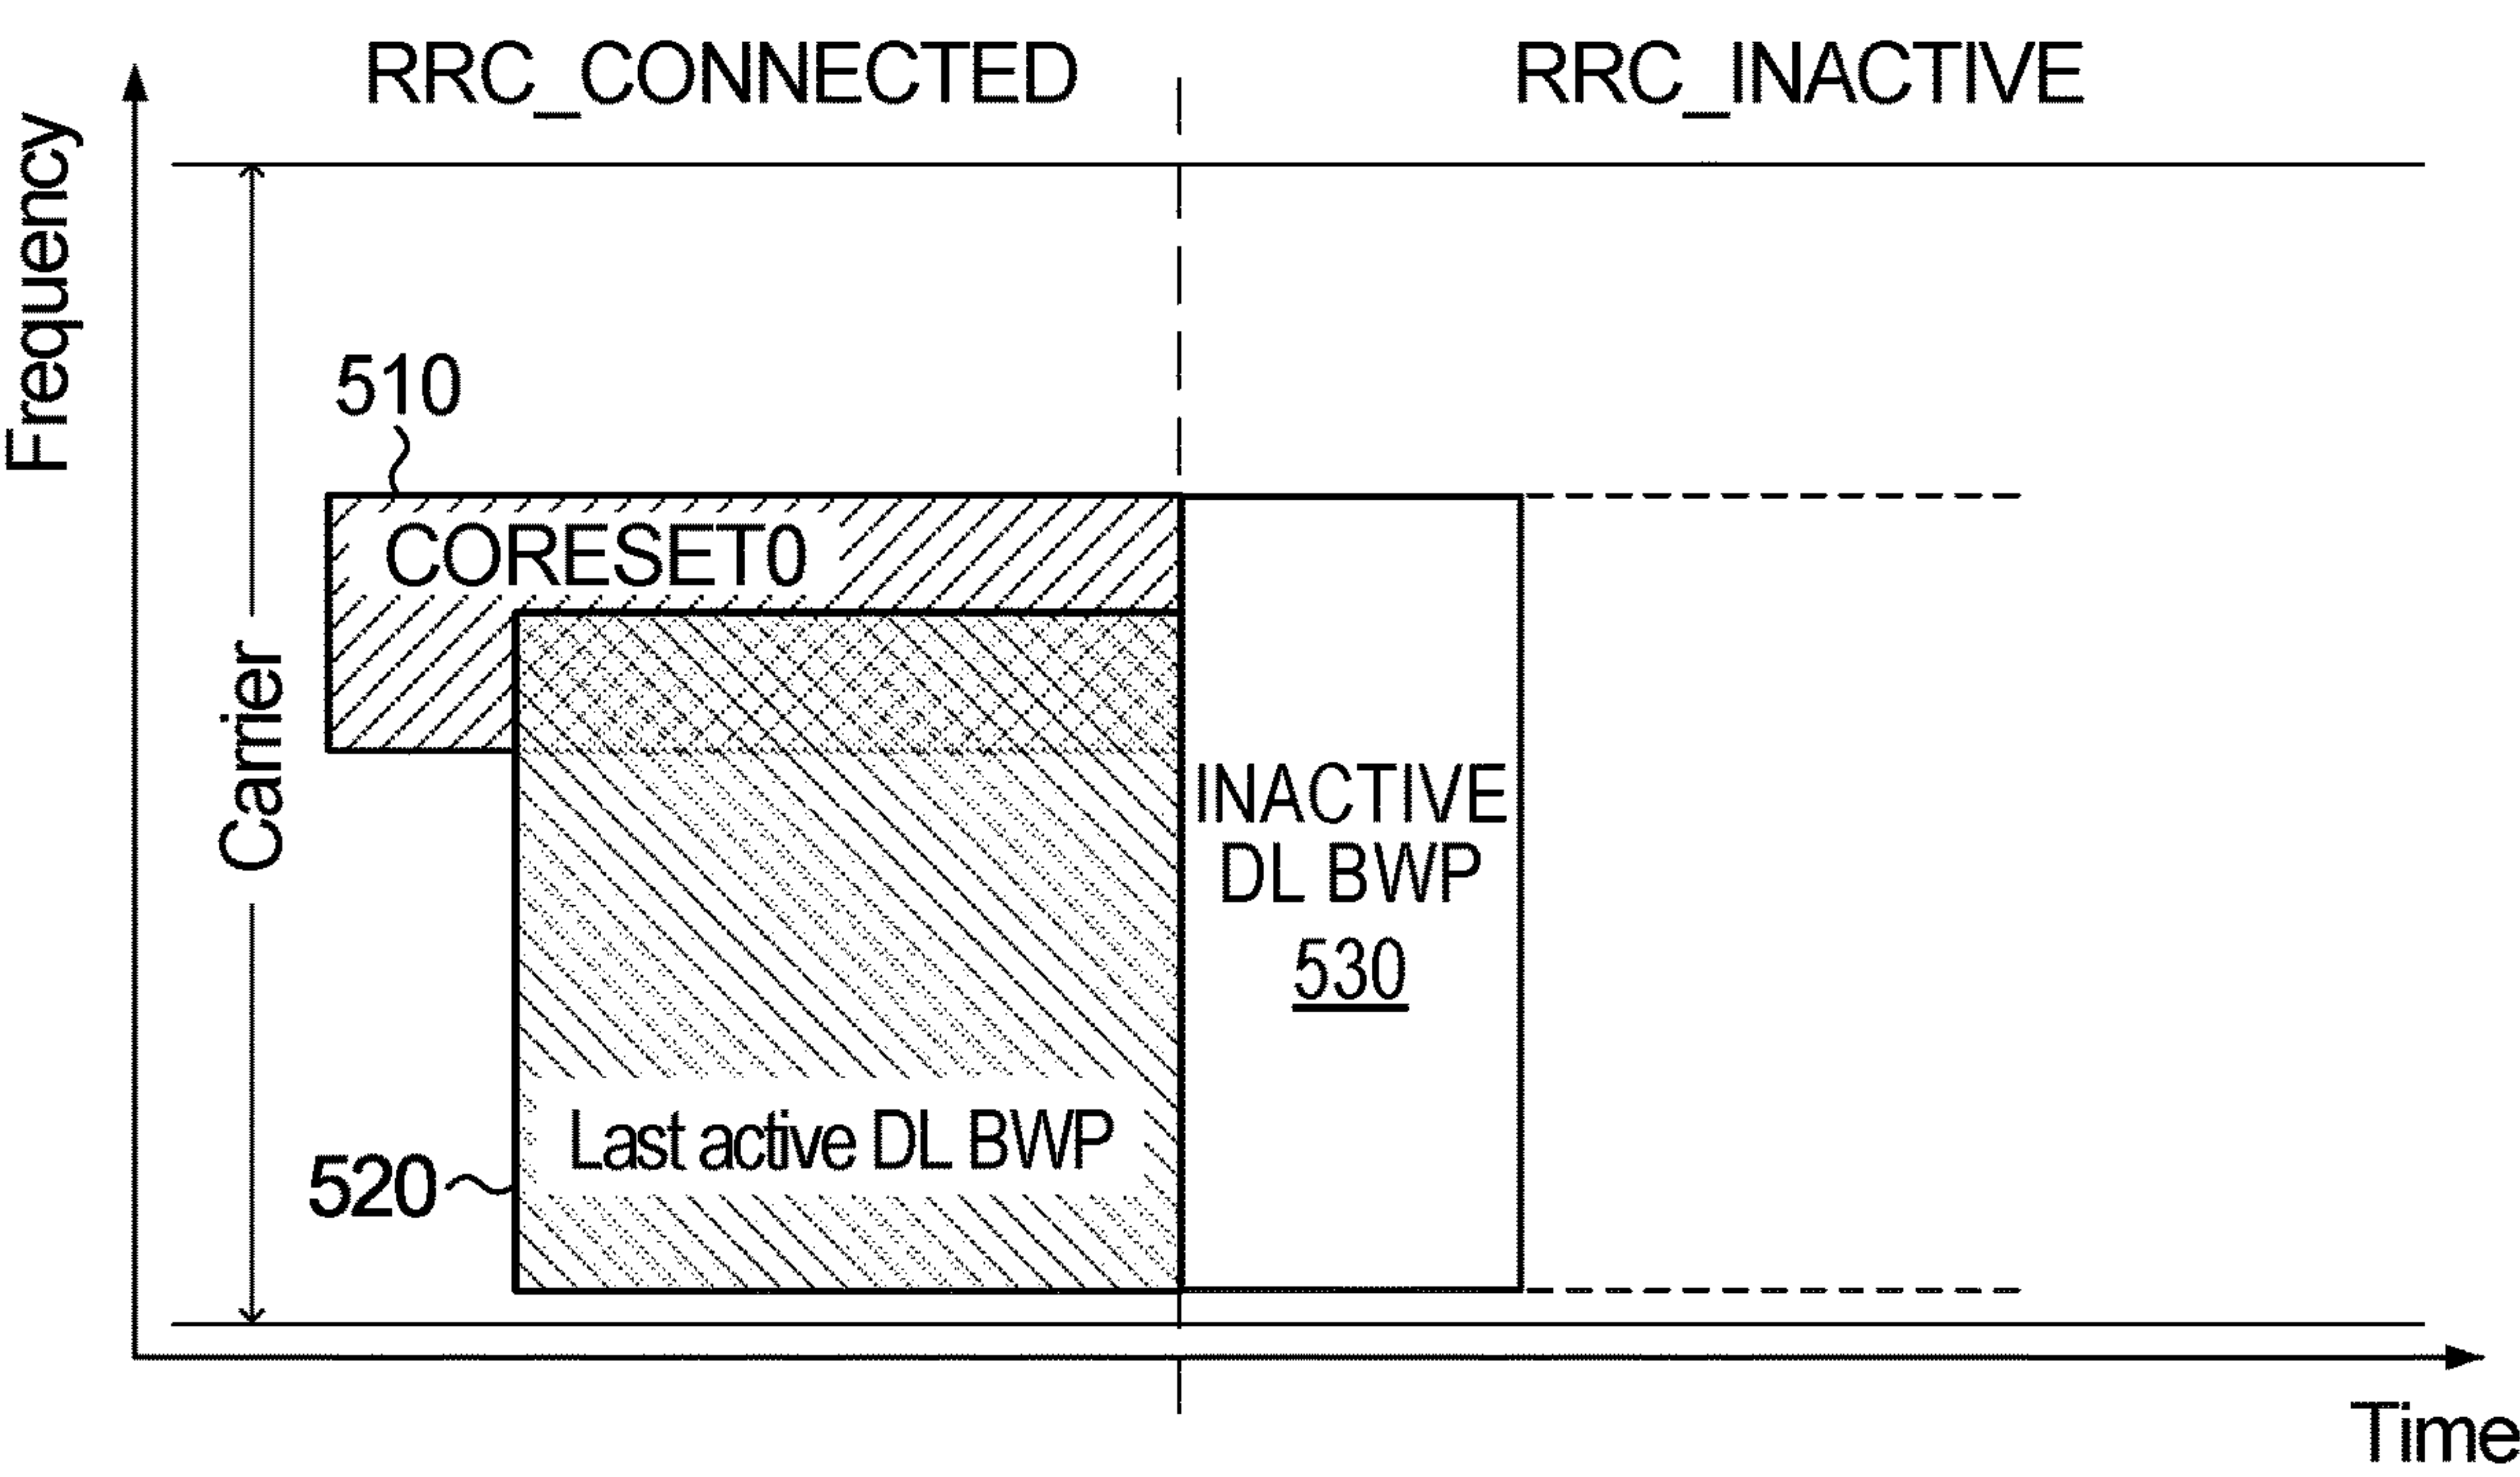 RRC_CONNECTED
RRC_INACTIVE
Frequency
510
CORESET0
Carrier
INACTIVE
DL BWP
530
Last active DL BWP
520
Time